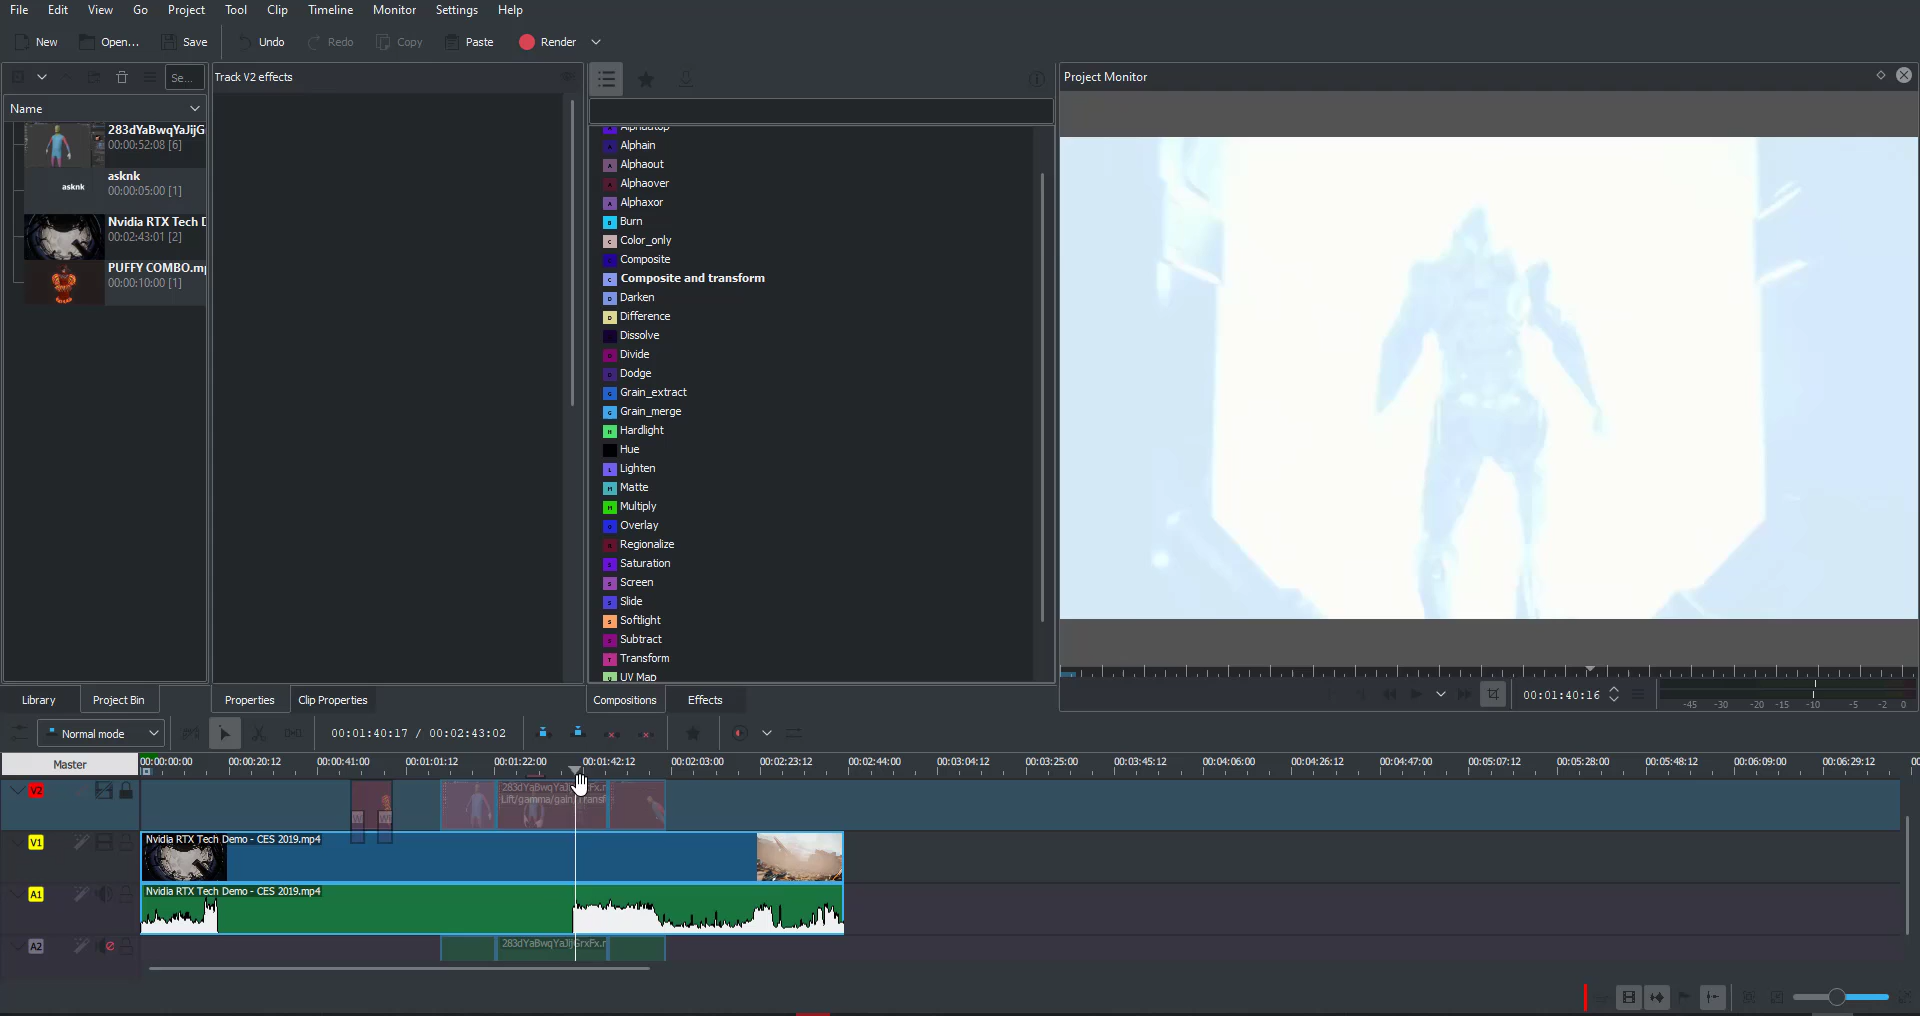 File Edit View Go Project Tool Clip Timeline Monitor Settings Help
New Open... Save Undo Redo Copy Paste Render
Se...
Track V2 effects
Project Monitor
Name
283dYaBwqYaJijG
00:00:52:08 [6]
asknk
asknk
00:00:05:00 [1]
Nvidia RTX Tech D
00:02:43:01 [2]
PUFFY COMBO.mp
00:00:10:00 [1]
Alphaatop
Alphain
Alphaout
Alphaover
Alphaxor
Burn
Color_only
Composite
Composite and transform
Darken
Difference
Dissolve
Divide
Dodge
Grain_extract
Grain_merge
Hardlight
Hue
Lighten
Matte
Multiply
Overlay
Regionalize
Saturation
Screen
Slide
Softlight
Subtract
Transform
UV Map
Library Project Bin Properties Clip Properties Compositions Effects
00:01:40:16
-45 -30 -20 -15 -10 -5 -2 0
Normal mode
00:01:40:17 / 00:02:43:02
Master
00:00:00:00 00:00:20:12 00:00:41:00 00:01:01:12 00:01:22:00 00:01:42:12 00:02:03:00 00:02:23:12 00:02:44:00 00:03:04:12 00:03:25:00 00:03:45:12 00:04:06:00 00:04:26:12 00:04:47:00 00:05:07:12 00:05:28:00 00:05:48:12 00:06:09:00 00:06:29:12
V2
283dYaBwqYaJijGrxFx.r
Lift/gamma/gain
V1
Nvidia RTX Tech Demo - CES 2019.mp4
A1
Nvidia RTX Tech Demo - CES 2019.mp4
A2
283dYaBwqYaJijGrxFx.r